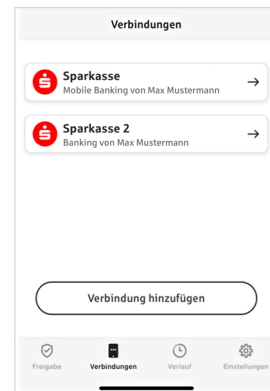 Verbindungen
Sparkasse
Mobile Banking von Max Mustermann
Sparkasse 2
Banking von Max Mustermann
Verbindung hinzufügen
Freigabe Verbindungen Verlauf Einstellungen